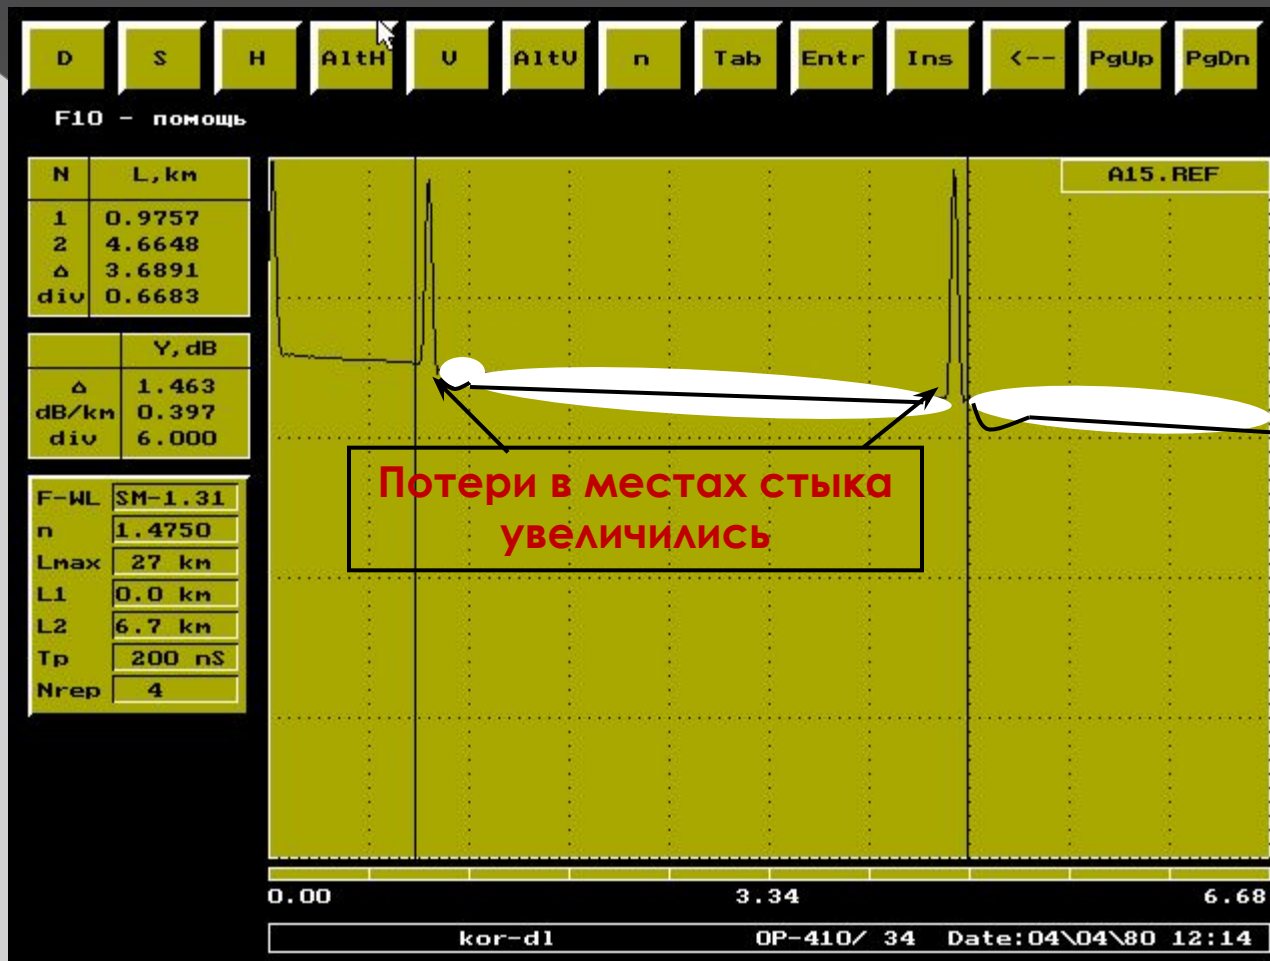 D S H AltH V AltV n Tab Entr Ins <-- PgUp PgDn
F10 - помощь
N L,km
1 0.9757
2 4.6648
Δ 3.6891
div 0.6683
Y,dB
Δ 1.463
dB/km 0.397
div 6.000
F-WL SM-1.31
n 1.4750
Lmax 27 km
L1 0.0 km
L2 6.7 km
Tp 200 nS
Nrep 4
A15.REF
Потери в местах стыка
увеличились
0.00 3.34 6.68
kor-dl OP-410/ 34 Date:04\04\80 12:14